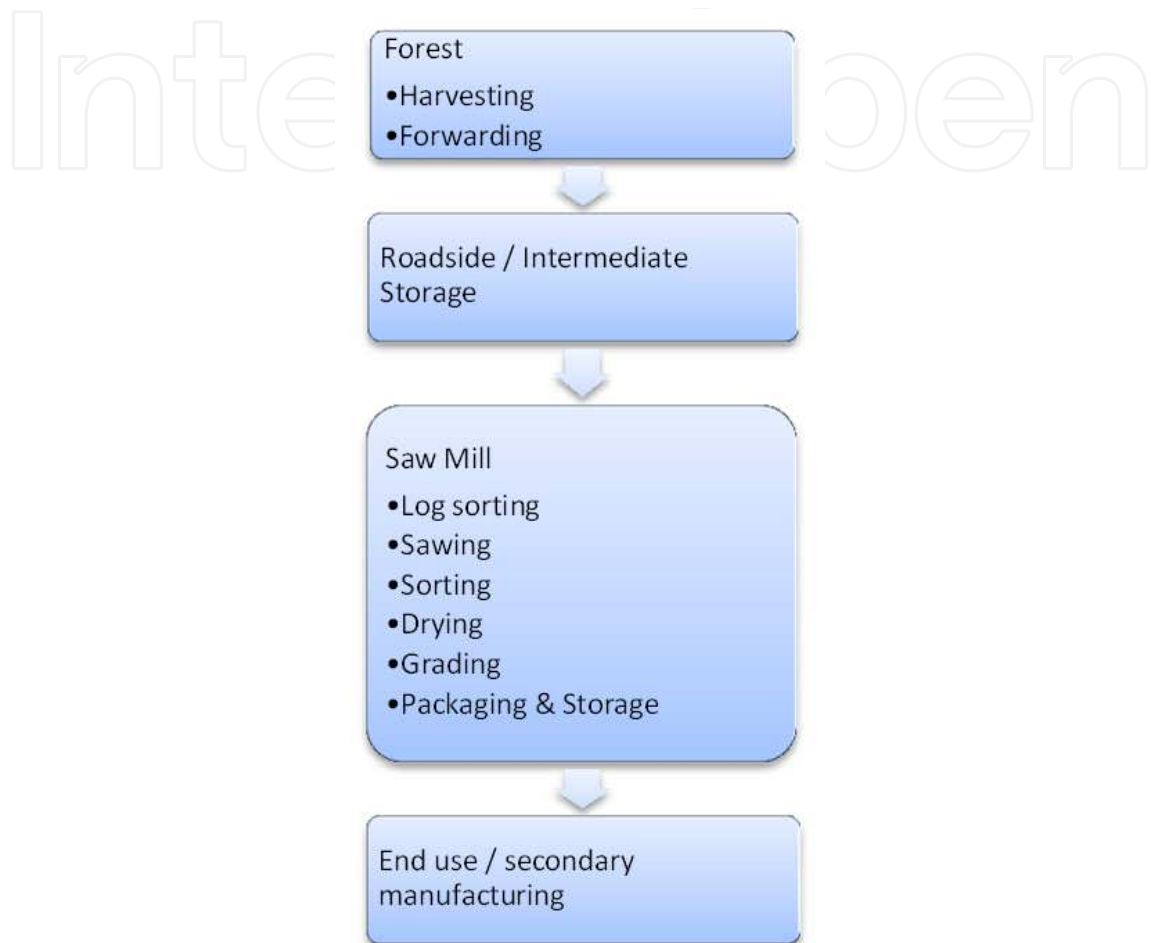 Forest
•Harvesting
•Forwarding
Roadside / Intermediate
Storage
Saw Mill
•Log sorting
•Sawing
•Sorting
•Drying
•Grading
•Packaging & Storage
End use / secondary
manufacturing